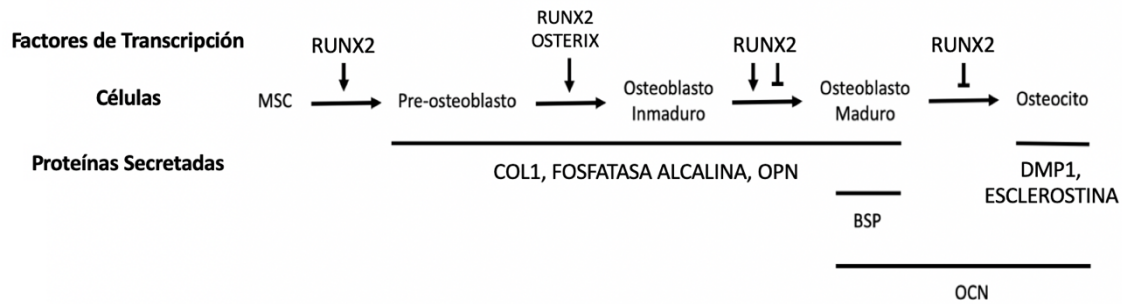 RUNX2
OSTERIX
Factores de Transcripción
RUNX2
RUNX2
RUNX2
Células
MSC
Pre-osteoblasto
Osteoblasto
Inmaduro
Osteoblasto
Maduro
Osteocito
Proteínas Secretadas
COL1, FOSFATASA ALCALINA, OPN
DMP1,
ESCLEROSTINA
BSP
OCN